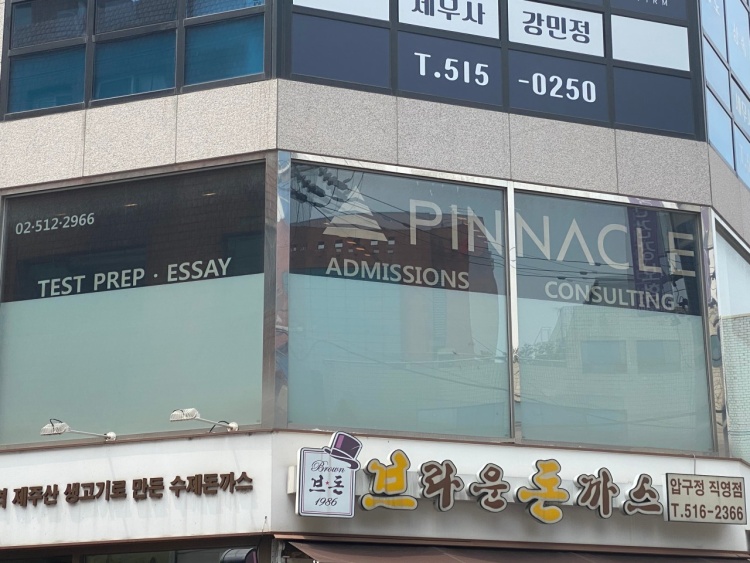 세무사 강민정
T.515 -0250
02·512·2966
PINNACLE
TEST PREP · ESSAY
ADMISSIONS CONSULTING
제주산 생고기로 만든 수제돈까스
Brown
브·돈
1986
브라운돈까스
압구정 직영점
T.516-2366